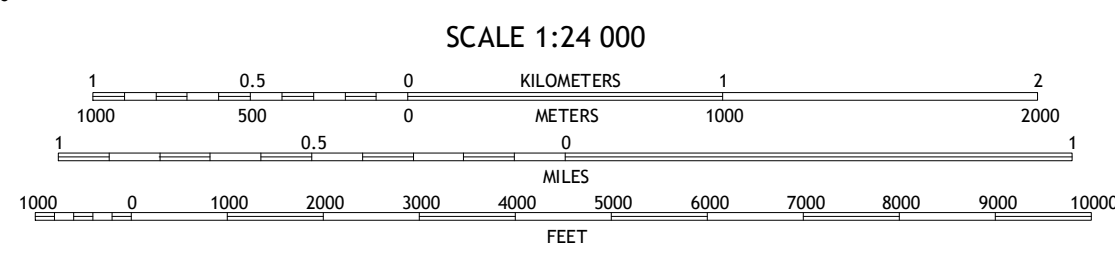 SCALE 1:24 000
1 0.5 0 KILOMETERS 1 2
1000 500 0 METERS 1000 2000
1 0.5 0 1
MILES
1000 0 1000 2000 3000 4000 5000 6000 7000 8000 9000 10000
FEET